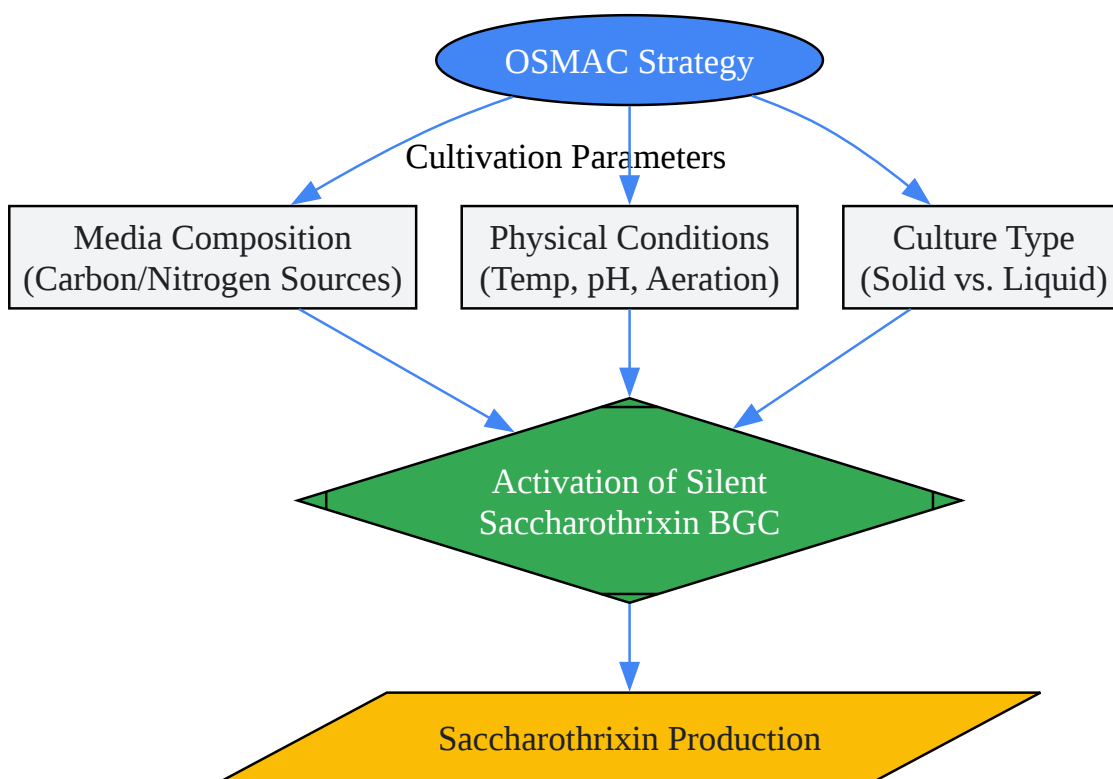 OSMAC Strategy
Cultivation Parameters
Media Composition
(Carbon/Nitrogen Sources)
Physical Conditions
(Temp, pH, Aeration)
Culture Type
(Solid vs. Liquid)
Activation of Silent
Saccharothrixin BGC
Saccharothrixin Production